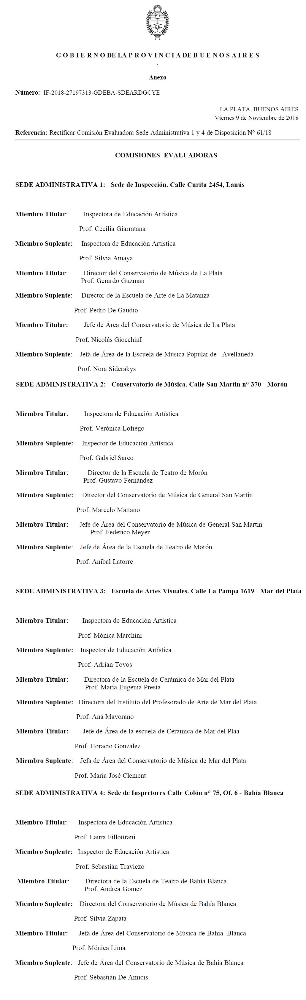 G O B I E R N O DE LA P R O V I N C I A DE B U E N O S A I R E S
.
Anexo
Número: IF-2018-27197313-GDEBA-SDEARDGCYE
LA PLATA, BUENOS AIRES
Viernes 9 de Noviembre de 2018
Referencia: Rectificar Comisión Evaluadora Sede Administrativa 1 y 4 de Disposición N° 61/18
COMISIONES EVALUADORAS
SEDE ADMINISTRATIVA 1: Sede de Inspección. Calle Curita 2454, Lanús
Miembro Titular: Inspectora de Educación Artística
Prof. Cecilia Giarratana
Miembro Suplente: Inspectora de Educación Artística
Prof. Silvia Amaya
Miembro Titular: Director del Conservatorio de Música de La Plata
Prof. Gerardo Guzman
Miembro Suplente: Director de la Escuela de Arte de La Matanza
Prof. Pedro De Gaudio
Miembro Titular: Jefe de Área del Conservatorio de Música de La Plata
Prof. Nicolás GiocchinI
Miembro Suplente: Jefa de Área de la Escuela de Música Popular de Avellaneda
Prof. Nora Siderakys
SEDE ADMINISTRATIVA 2: Conservatorio de Música, Calle San Martin n° 370 - Morón
Miembro Titular: Inspectora de Educación Artística
Prof. Verónica Lofiego
Miembro Suplente: Inspector de Educación Artística
Prof. Gabriel Sarco
Miembro Titular: Director de la Escuela de Teatro de Morón
Prof. Gustavo Fernández
Miembro Suplente: Director del Conservatorio de Música de General San Martín
Prof. Marcelo Mattano
Miembro Titular: Jefe de Área del Conservatorio de Música de General San Martín
Prof. Federico Meyer
Miembro Suplente: Jefe de Área de la Escuela de Teatro de Morón
Prof. Anibal Latorre
SEDE ADMINISTRATIVA 3: Escuela de Artes Visuales. Calle La Pampa 1619 - Mar del Plata
Miembro Titular: Inspectora de Educación Artística
Prof. Mónica Marchini
Miembro Suplente: Inspector de Educación Artística
Prof. Adrian Toyos
Miembro Titular: Directora de la Escuela de Cerámica de Mar del Plata
Prof. María Eugenia Presta
Miembro Suplente: Directora del Instituto del Profesorado de Arte de Mar del Plata
Prof. Ana Mayorano
Miembro Titular: Jefe de Área de la escuela de Cerámica de Mar del Plaa
Prof. Horacio Gonzalez
Miembro Suplente: Jefa de Área del Conservatorio de Música de Mar del Plata
Prof. María José Clement
SEDE ADMINISTRATIVA 4: Sede de Inspectores Calle Colón n° 75, Of. 6 - Bahía Blanca
Miembro Titular: Inspectora de Educación Artística
Prof. Laura Fillottrani
Miembro Suplente: Inspector de Educación Artística
Prof. Sebastián Traviezo
Miembro Titular: Directora de la Escuela de Teatro de Bahía Blanca
Prof. Andrea Gomez
Miembro Suplente: Directora del Conservatorio de Música de Bahía Blanca
Prof. Silvia Zapata
Miembro Titular: Jefa de Área del Conservatorio de Música de Bahía Blanca
Prof. Mónica Lima
Miembro Suplente: Jefe de Área del Conservatorio de Música de Bahía Blanca
Prof. Sebastián De Amicis